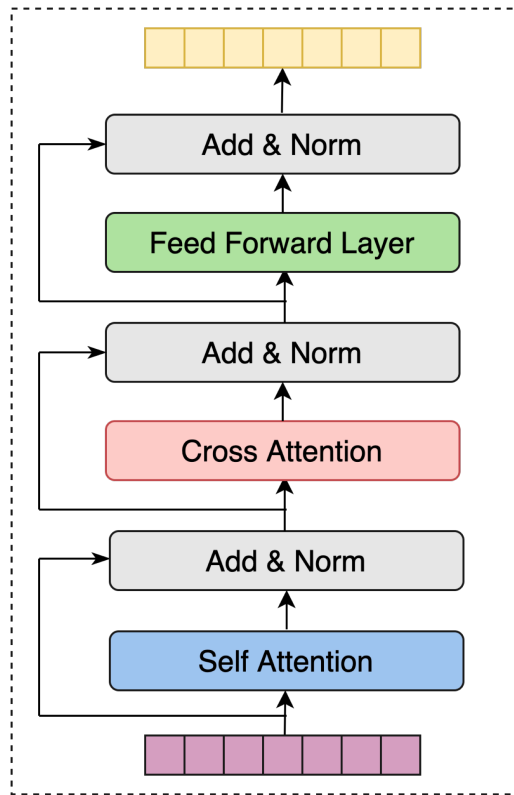 Add & Norm
Feed Forward Layer
Add & Norm
Cross Attention
Add & Norm
Self Attention